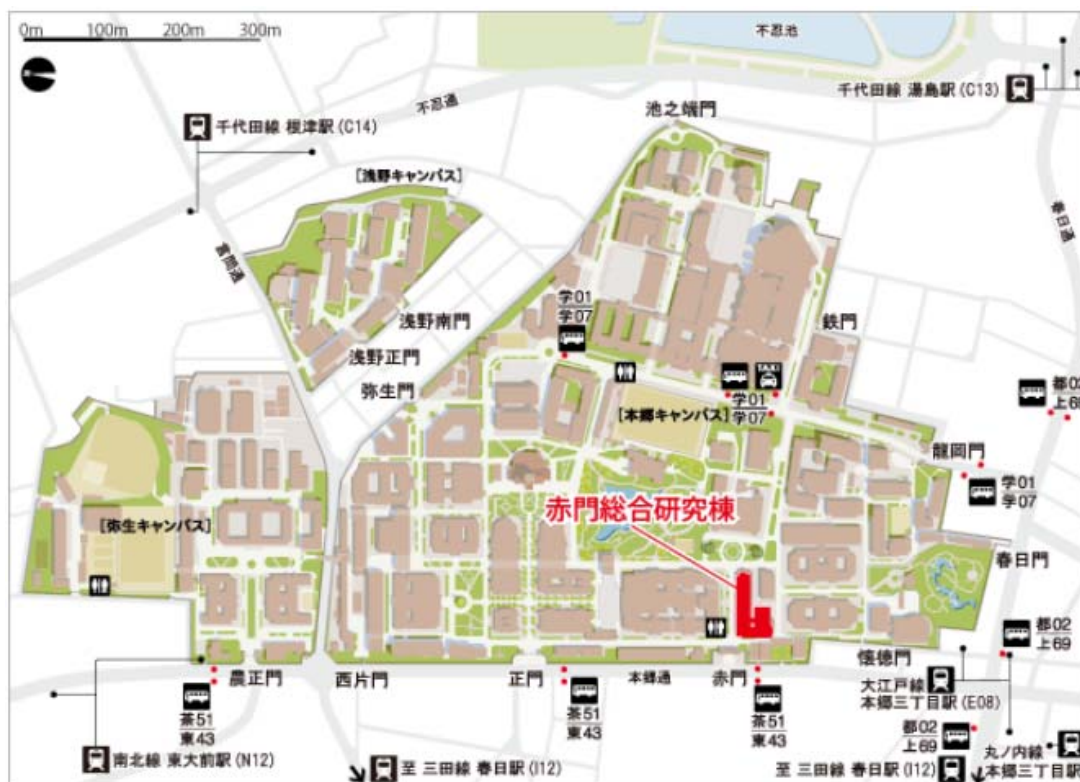 0m 100m 200m 300m
不忍池
千代田線 湯島駅 (C13)
不忍通
池之端門
千代田線 根津駅 (C14)
[浅野キャンパス]
春日通
言問通
学01
学07
浅野南門
鉄門
浅野正門
弥生門
TAXI
[本郷キャンパス]
学01
学07
都02
上69
龍岡門
学01
学07
赤門総合研究棟
[弥生キャンパス]
春日門
都02
上69
懐徳門
農正門
西片門
正門
本郷通
赤門
大江戸線
本郷三丁目駅 (E08)
茶51
東43
茶51
東43
茶51
東43
都02
上69
南北線 東大前駅 (N12)
至 三田線 春日駅 (I12)
至 三田線 春日駅 (I12)
丸ノ内線
本郷三丁目駅